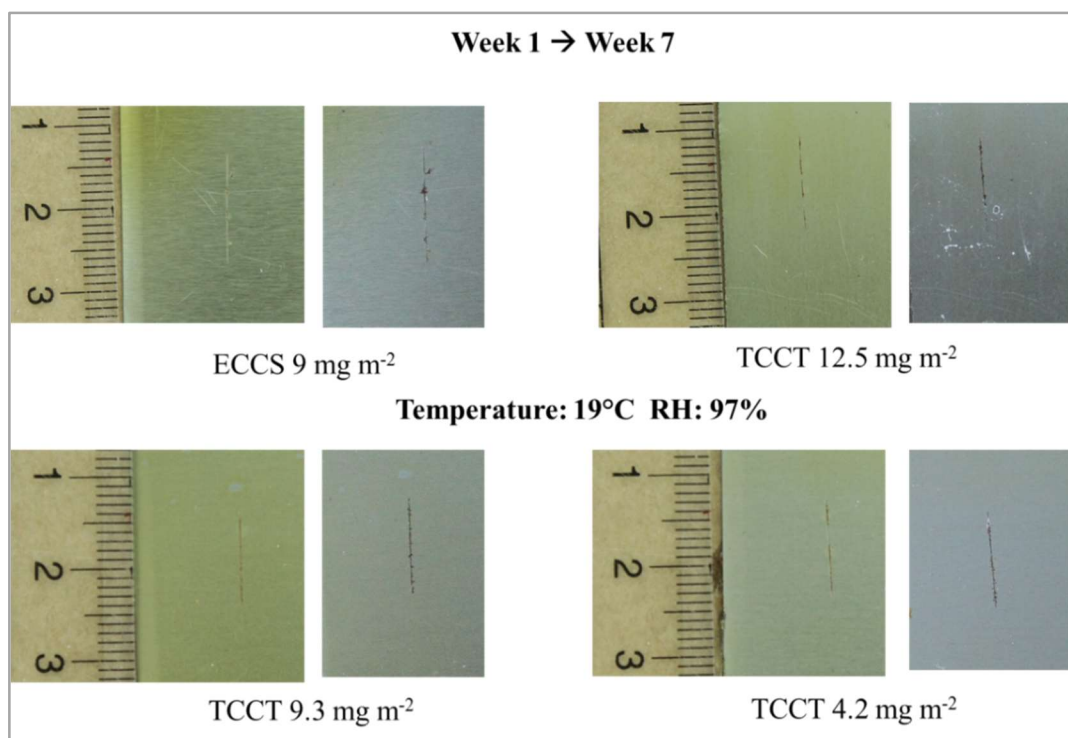 Week 1 → Week 7
1
2
3
1
2
3
ECCS 9 mg m⁻²
TCCT 12.5 mg m⁻²
Temperature: 19°C RH: 97%
1
2
3
1
2
3
TCCT 9.3 mg m⁻²
TCCT 4.2 mg m⁻²